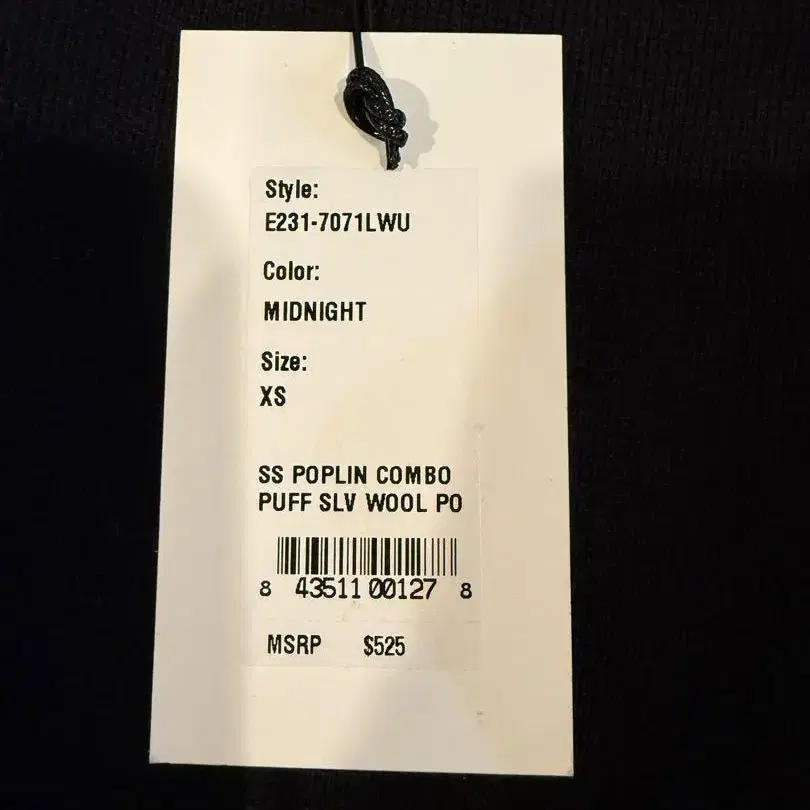 Style:
E231-7071LWU
Color:
MIDNIGHT
Size:
XS
SS POPLIN COMBO
PUFF SLV WOOL PO
8 43511 00127 8
MSRP $525